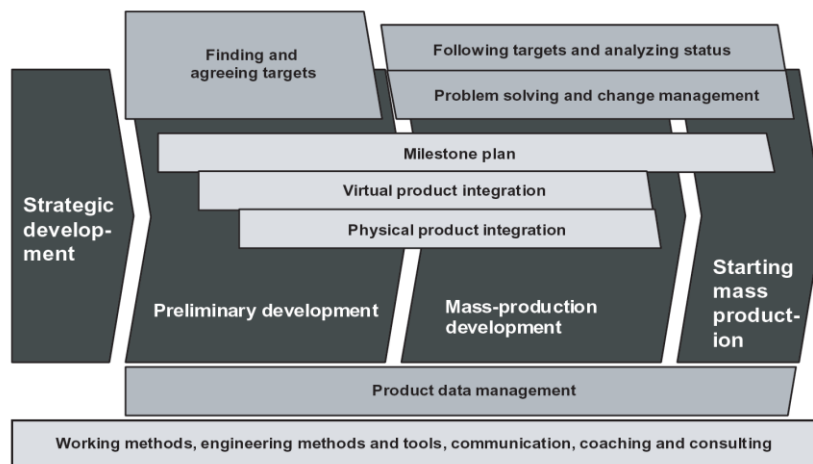 Finding and
agreeing targets
Following targets and analyzing status
Problem solving and change management
Milestone plan
Virtual product integration
Physical product integration
Strategic
develop-
ment
Preliminary development
Mass-production
development
Starting
mass
product-
ion
Product data management
Working methods, engineering methods and tools, communication, coaching and consulting